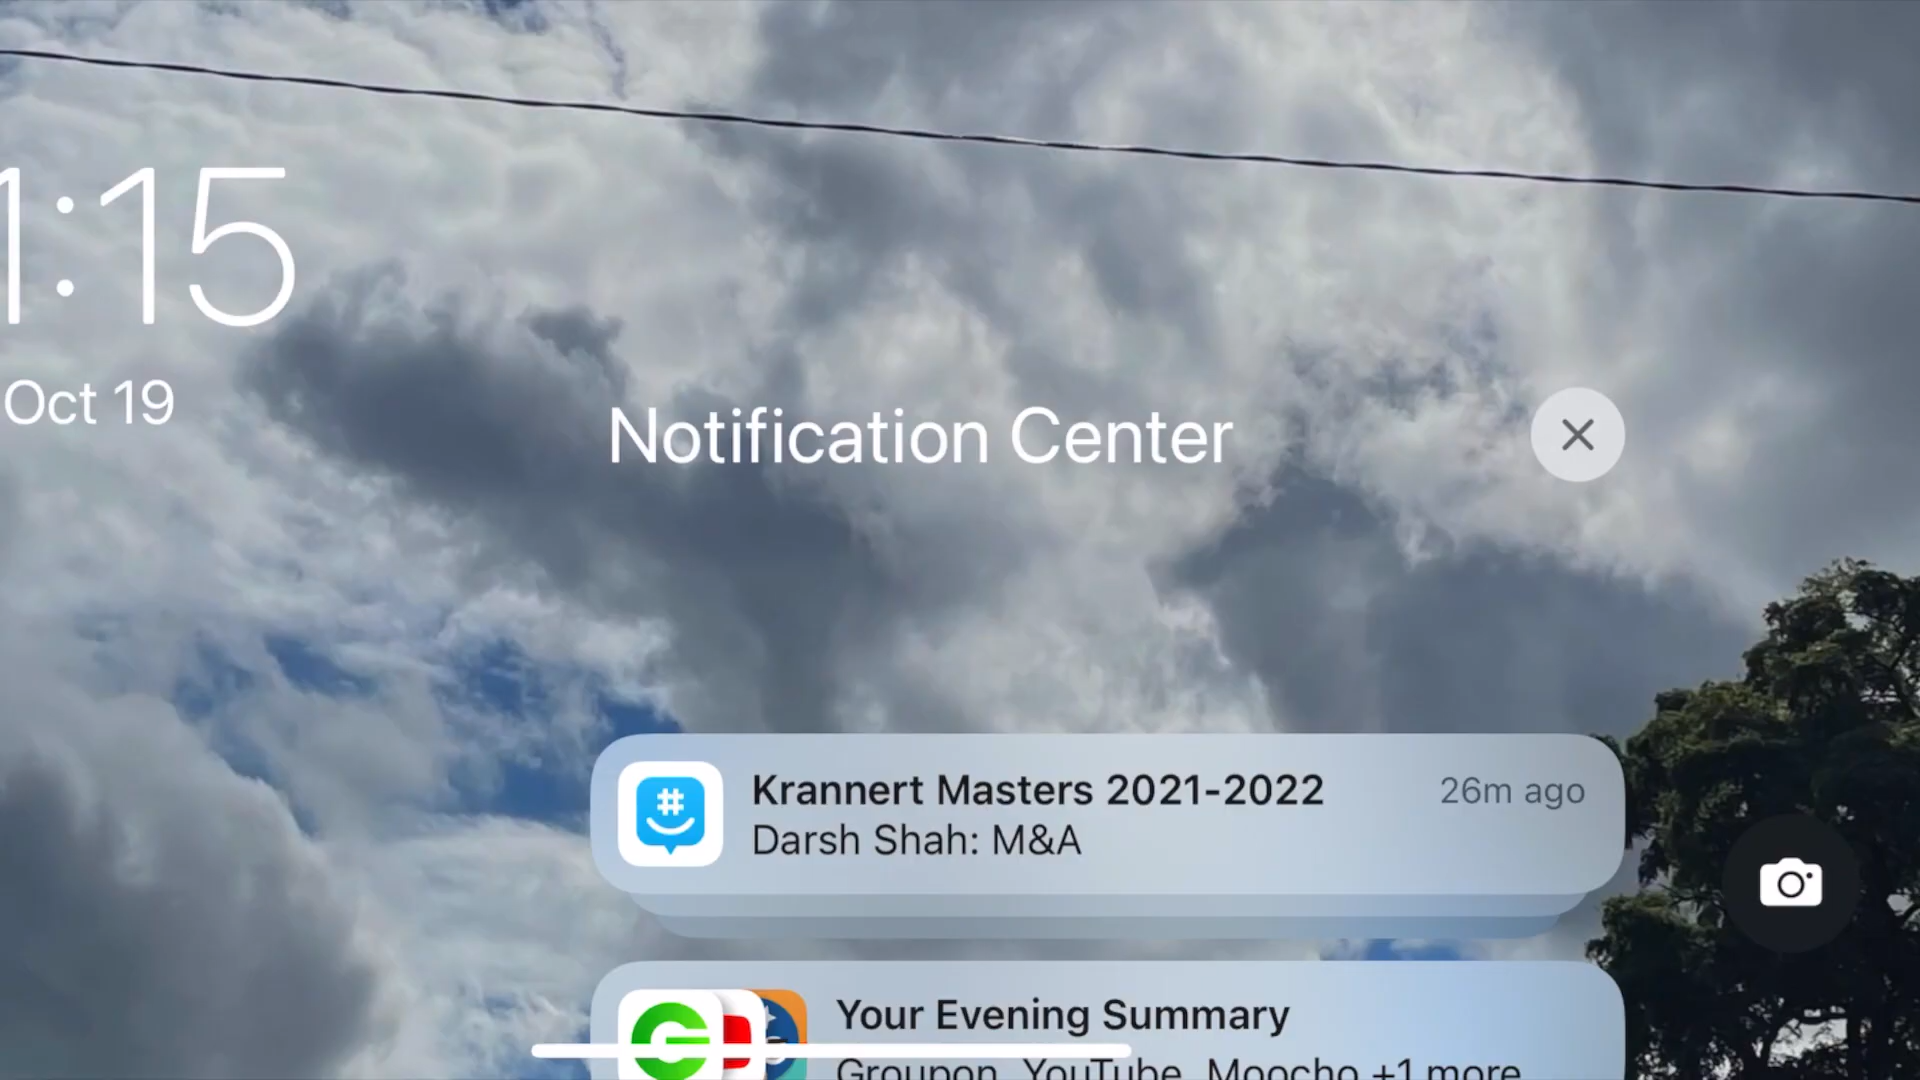 1:15
Oct 19
Notification Center
Krannert Masters 2021-2022
26m ago
Darsh Shah: M&A
Your Evening Summary
Groupon, YouTube, Moocho +1 more